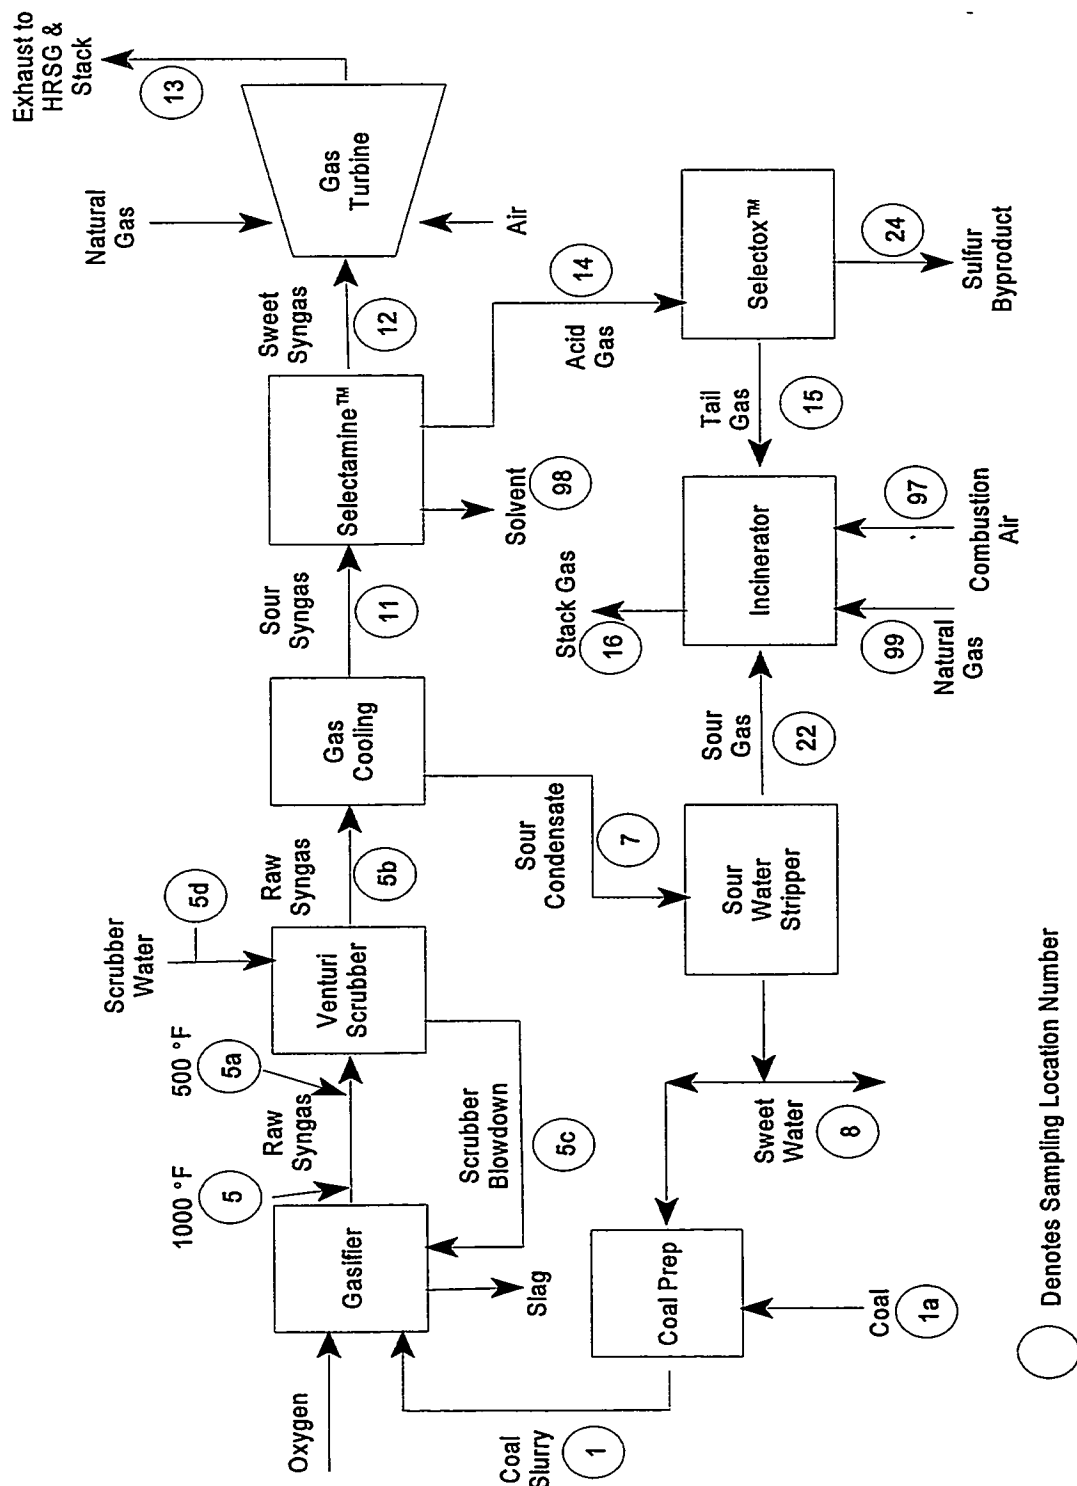 Exhaust to
HRSG &
Stack
13
Natural
Gas
Gas
Turbine
Air
Sweet
Syngas
12
Selectamine™
Solvent
98
Acid
Gas
14
Selectox™
24
Sulfur
Byproduct
Tail
Gas
15
Sour
Syngas
11
Gas
Cooling
Sour
Condensate
7
Stack Gas
16
Incinerator
97
Combustion
Air
99
Natural
Gas
Sour
Gas
22
Sour
Water
Stripper
Raw
Syngas
5b
Scrubber
Water
5d
Venturi
Scrubber
500 °F
5a
Raw
Syngas
1000 °F
5
Scrubber
Blowdown
5c
Gasifier
Slag
Oxygen
Sweet
Water
8
Coal Prep
Coal
1a
Coal
Slurry
1
Denotes Sampling Location Number